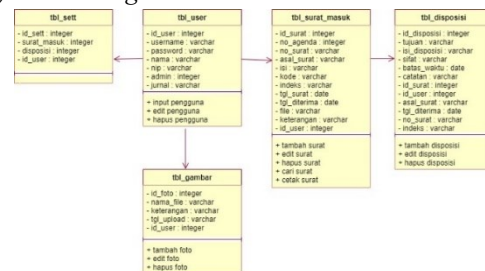 tbl_sett
- id_sett : integer
- surat_masuk : integer
- disposisi : integer
- id_user : integer
tbl_user
- id_user : integer
- username : varchar
- password : varchar
- nama : varchar
- nip : varchar
- admin : integer
- jurnal : varchar
+ input pengguna
+ edit pengguna
+ hapus pengguna
tbl_surat_masuk
- id_surat : integer
- no_agenda : integer
- no_surat : varchar
- asal_surat : varchar
- isi : varchar
- kode : varchar
- indeks : varchar
- tgl_surat : date
- tgl_diterima : date
- file : varchar
- keterangan : varchar
- id_user : integer
+ tambah surat
+ edit surat
+ hapus surat
+ cari surat
+ cetak surat
tbl_disposisi
- id_disposisi : integer
- tujuan : varchar
- isi_disposisi : varchar
- sifat : varchar
- batas_waktu : date
- catatan : varchar
- id_surat : integer
- id_user : integer
- asal_surat : varchar
- tgl_diterima : date
- no_surat : varchar
- indeks : varchar
+ tambah disposisi
+ edit disposisi
+ hapus disposisi
tbl_gambar
- id_foto : integer
- nama_file : varchar
- keterangan : varchar
- tgl_upload : varchar
- id_user : integer
+ tambah foto
+ edit foto
+ hapus foto